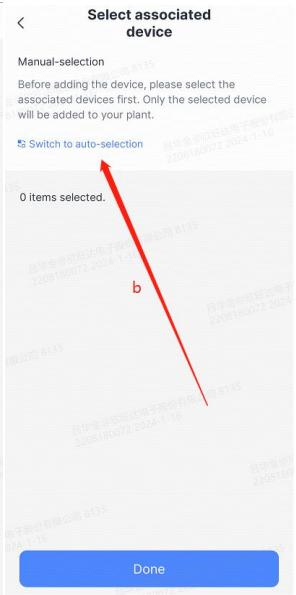 Select associated
device
Manual-selection
Before adding the device, please select the
associated devices first. Only the selected device
will be added to your plant.
Switch to auto-selection
0 items selected.
b
Done